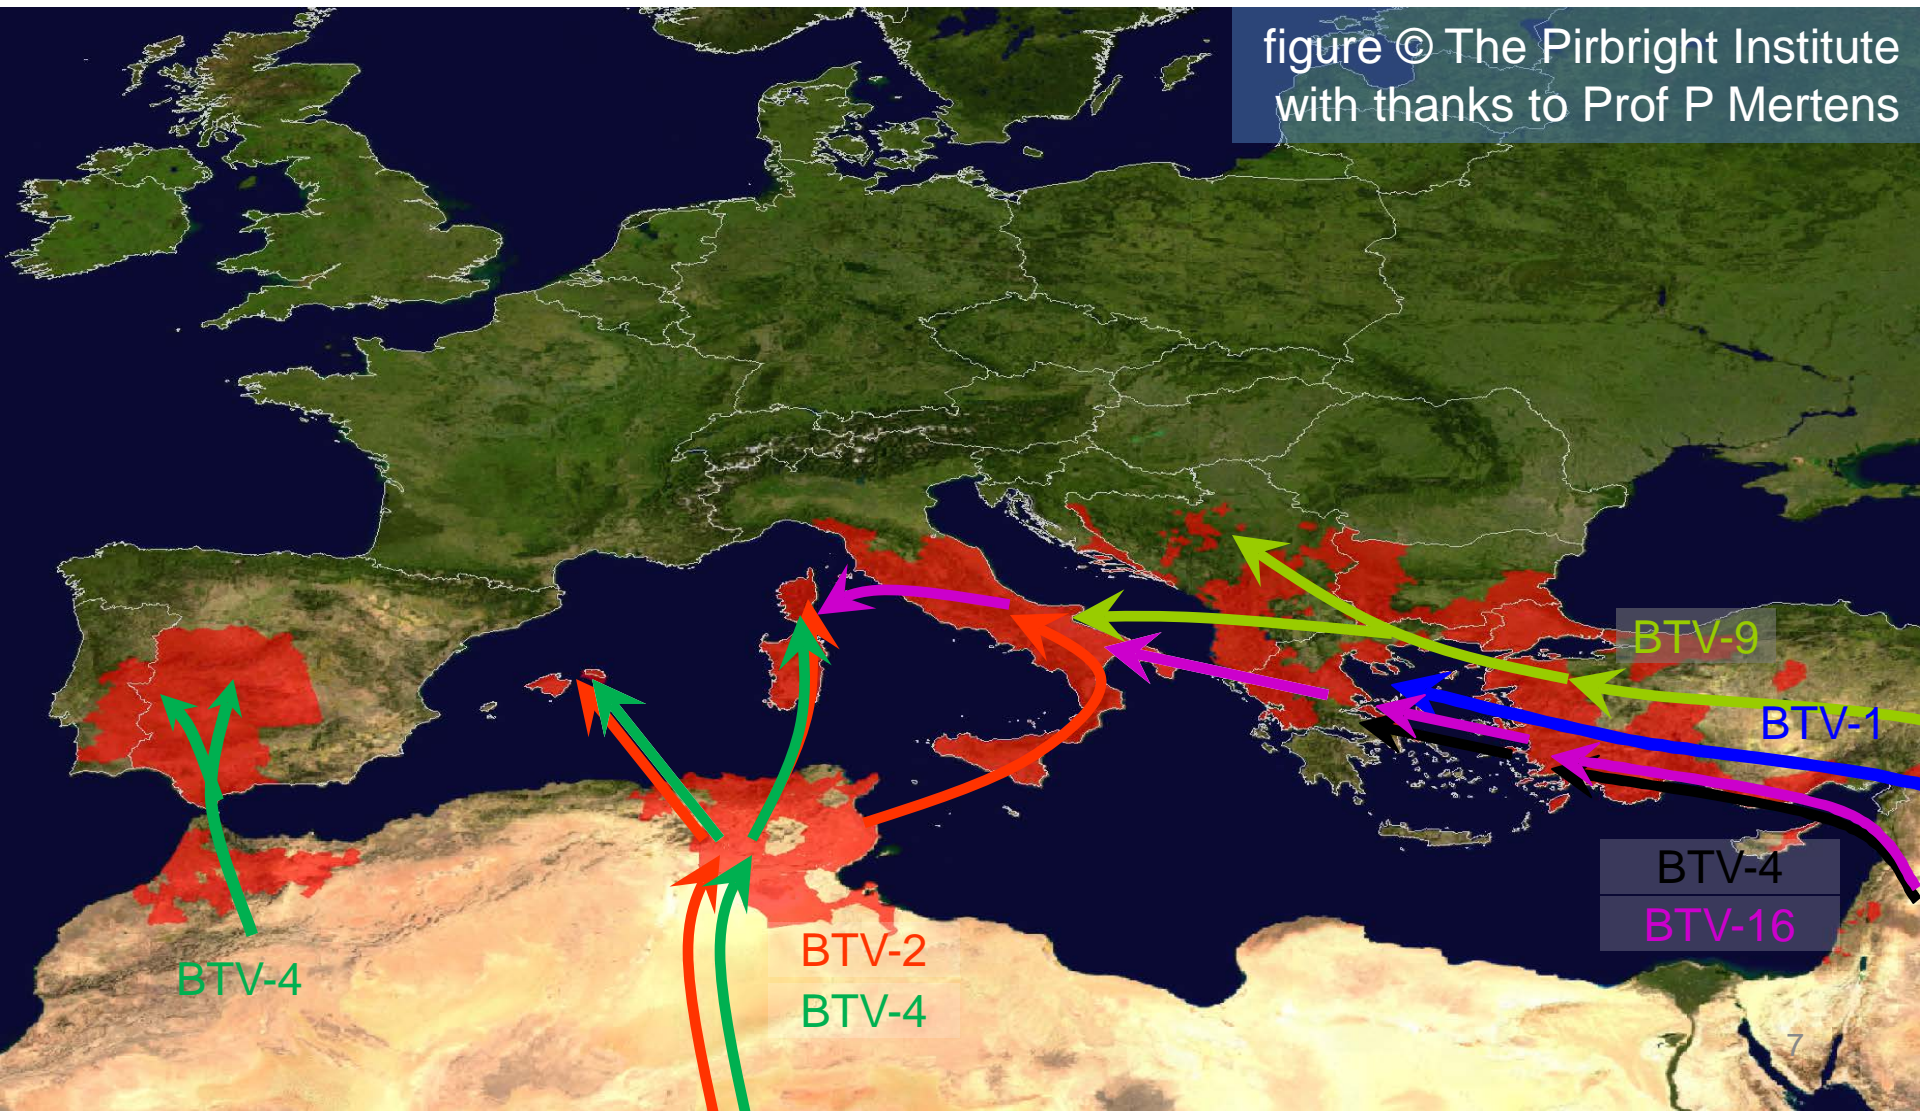 figure © The Pirbright Institute
with thanks to Prof P Mertens
BTV-9
BTV-1
BTV-4
BTV-16
BTV-2
BTV-4
BTV-4
7